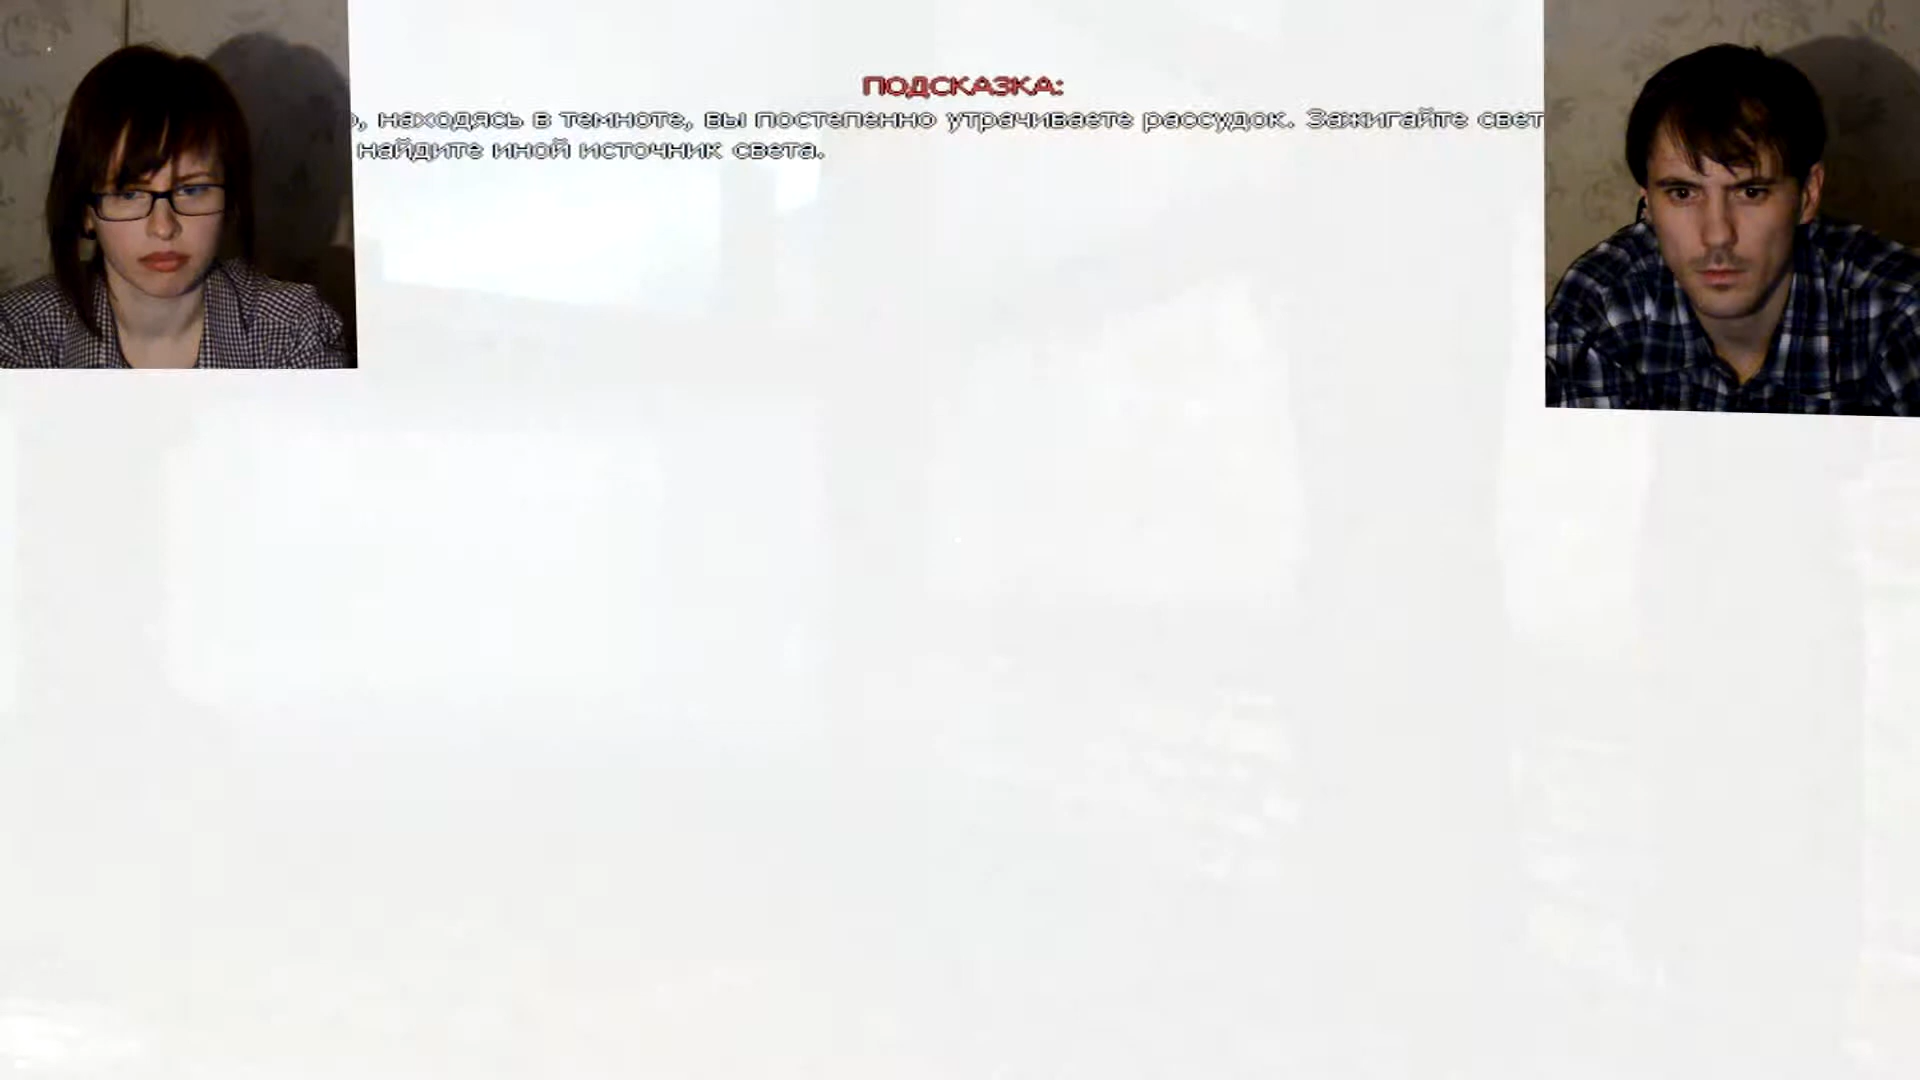 ПОДСКАЗКА:
, находясь в темноте, вы постепенно утрачиваете рассудок. Зажигайте свет
найдите иной источник света.